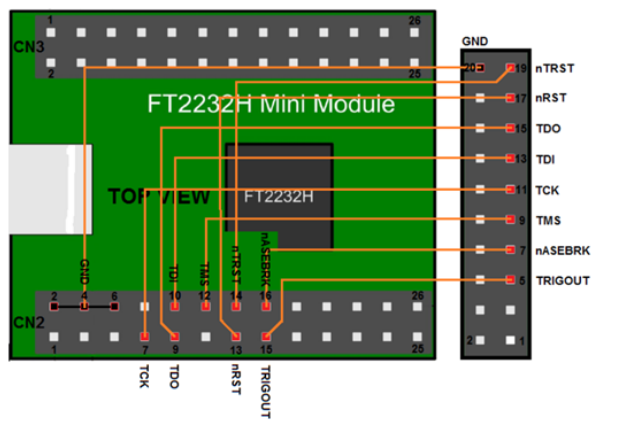 1 26
CN3
2 25
GND
20 19 nTRST
FT2232H Mini Module
17 nRST
15 TDO
13 TDI
TOP VIEW FT2232H
11 TCK
9 TMS
7 nASEBRK
5 TRIGOUT
GND TDI TMS nTRST nASEBRK
2 4 6 10 12 14 16 26
CN2
1 7 9 13 15 25
2 1
TCK TDO nRST TRIGOUT